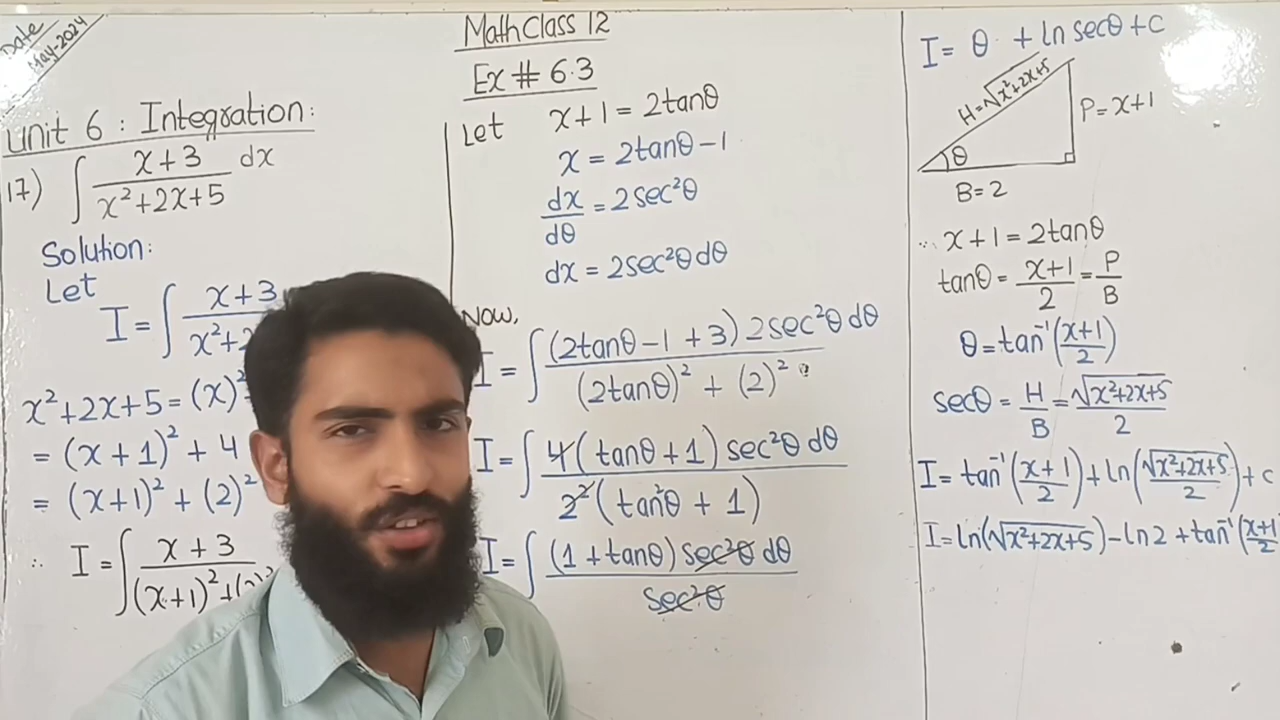 Date
May-2024
Unit 6 : Integration:
17) ∫ x+3 / x²+2x+5 dx
Solution:
Let
I = ∫ x+3 / x²+2
x²+2x+5 = (x)²
= (x+1)² + 4
= (x+1)² + (2)²
∴ I = ∫ x+3 / (x+1)²+(2)²
Math Class 12
Ex # 6.3
Let x+1 = 2tanθ
x = 2tanθ-1
dx/dθ = 2sec²θ
dx = 2sec²θdθ
Now,
I = ∫ (2tanθ-1+3) 2sec²θ dθ / (2tanθ)² + (2)²
I = ∫ 4(tanθ+1) sec²θ dθ / 2²(tan²θ + 1)
I = ∫ (1+tanθ) sec²θ dθ / sec²θ
I = θ + ln secθ + c
H=√x²+2x+5
P=x+1
θ
B=2
∵ x+1 = 2tanθ
tanθ = x+1/2 = P/B
θ = tan⁻¹(x+1/2)
secθ = H/B = √x²+2x+5/2
I = tan⁻¹(x+1/2) + ln(√x²+2x+5/2) + c
I = ln(√x²+2x+5) - ln2 + tan⁻¹(x+1/2